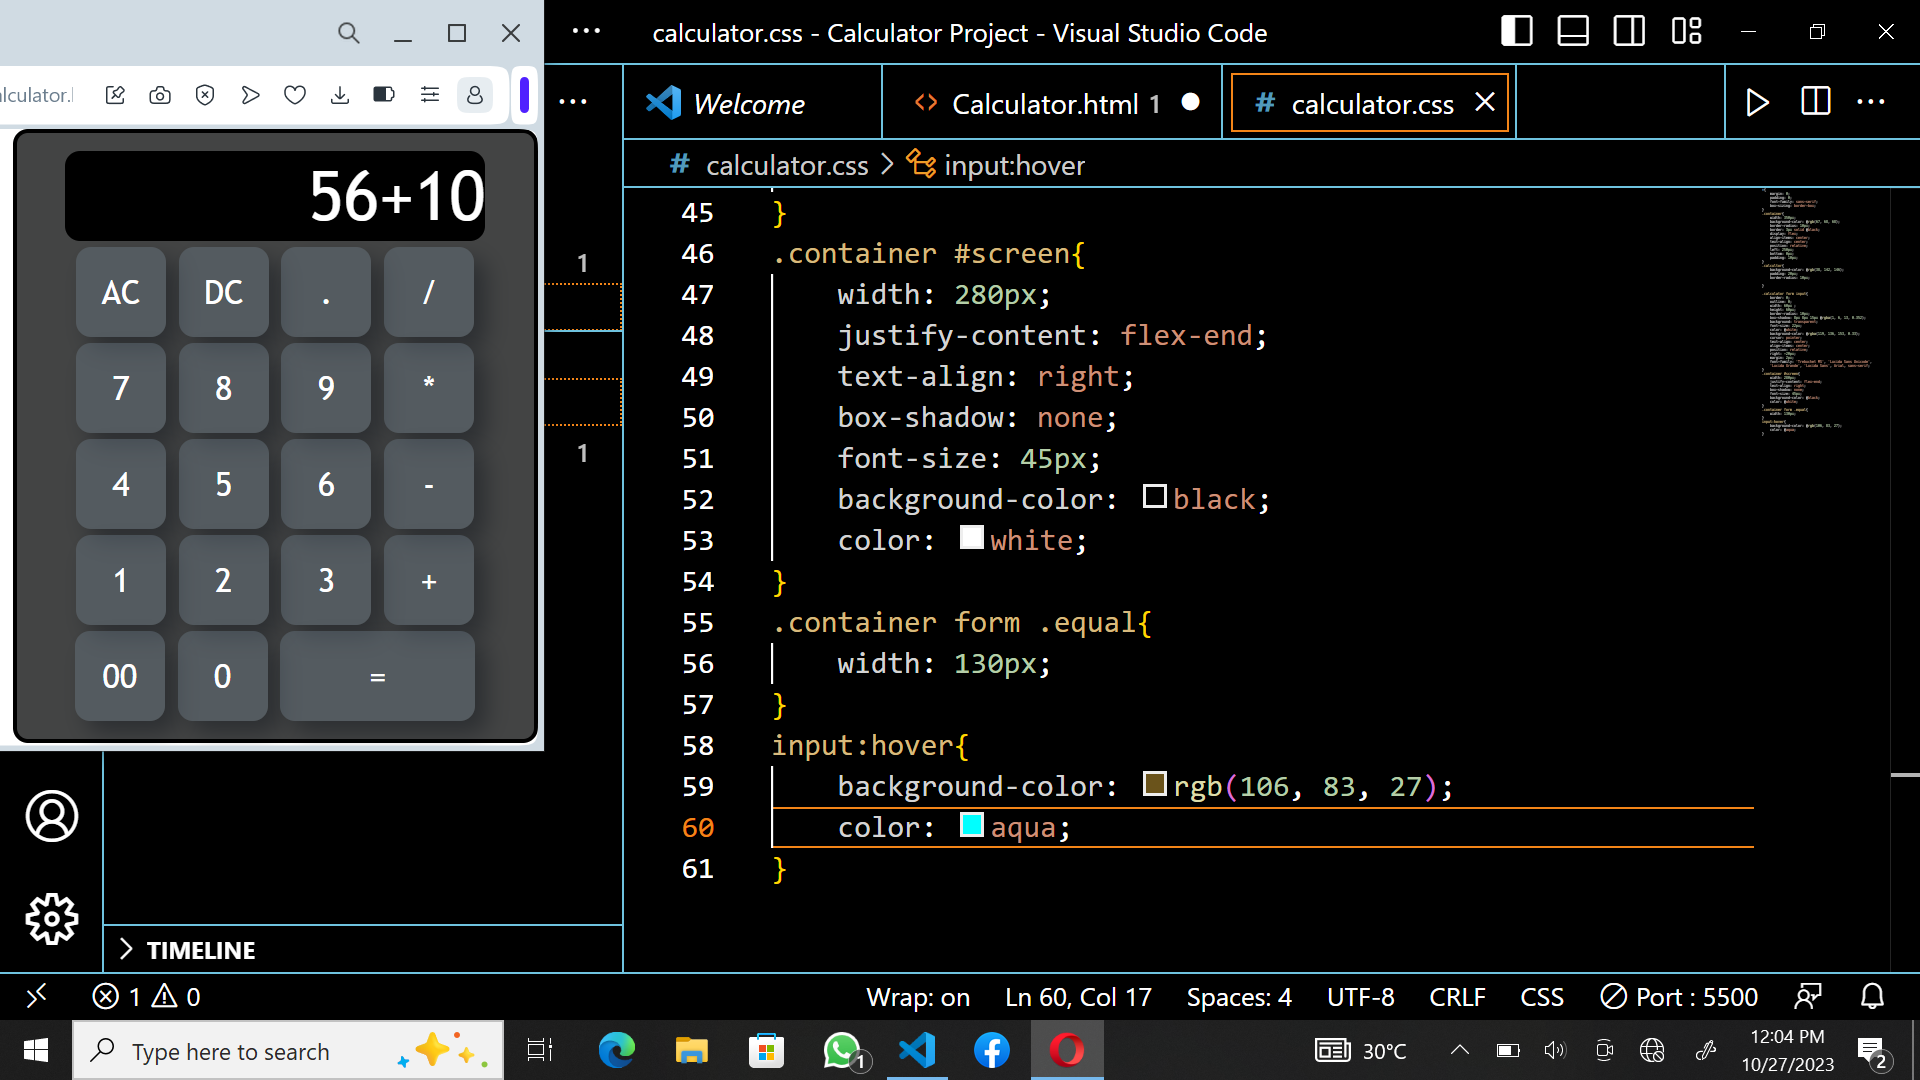 calculator.css - Calculator Project - Visual Studio Code
alculator.
56+10
AC DC . /
7 8 9 *
4 5 6 -
1 2 3 +
00 0 =
1
1
Welcome
Calculator.html 1
# calculator.css
# calculator.css > input:hover
45 }
46 .container #screen{
47 width: 280px;
48 justify-content: flex-end;
49 text-align: right;
50 box-shadow: none;
51 font-size: 45px;
52 background-color: black;
53 color: white;
54 }
55 .container form .equal{
56 width: 130px;
57 }
58 input:hover{
59 background-color: rgb(106, 83, 27);
60 color: aqua;
61 }
TIMELINE
1 0
Wrap: on Ln 60, Col 17 Spaces: 4 UTF-8 CRLF CSS Port : 5500
Type here to search
1
30°C
12:04 PM
10/27/2023
2